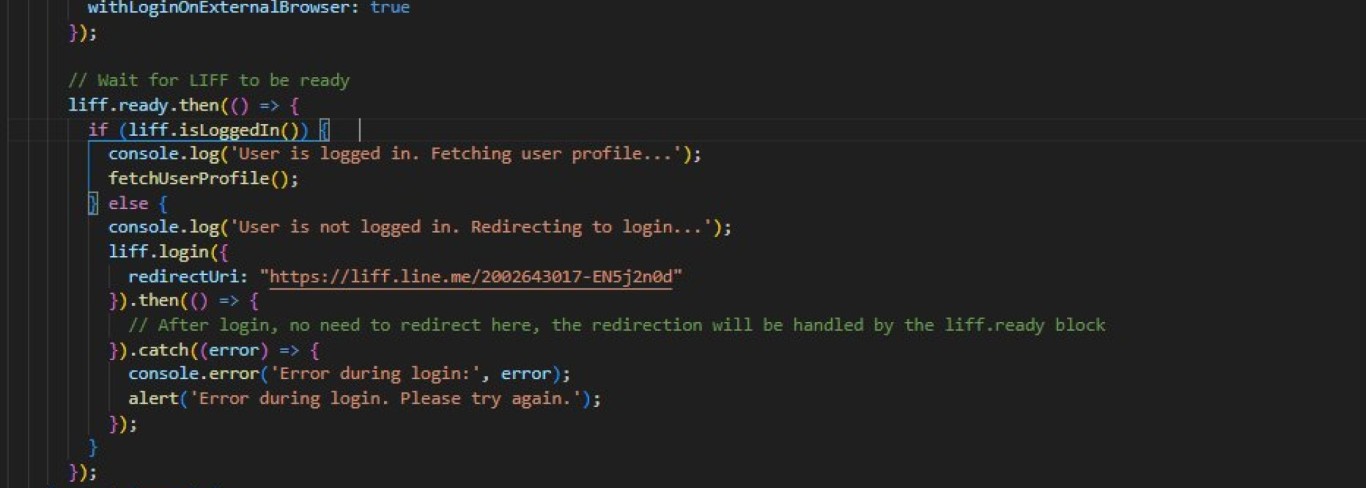 withLoginOnExternalBrowser: true
});
// Wait for LIFF to be ready
liff.ready.then(() => {
if (liff.isLoggedIn()) {
console.log('User is logged in. Fetching user profile...');
fetchUserProfile();
} else {
console.log('User is not logged in. Redirecting to login...');
liff.login({
redirectUri: "https://liff.line.me/2002643017-EN5j2n0d"
}).then(() => {
// After login, no need to redirect here, the redirection will be handled by the liff.ready block
}).catch((error) => {
console.error('Error during login:', error);
alert('Error during login. Please try again.');
});
}
});